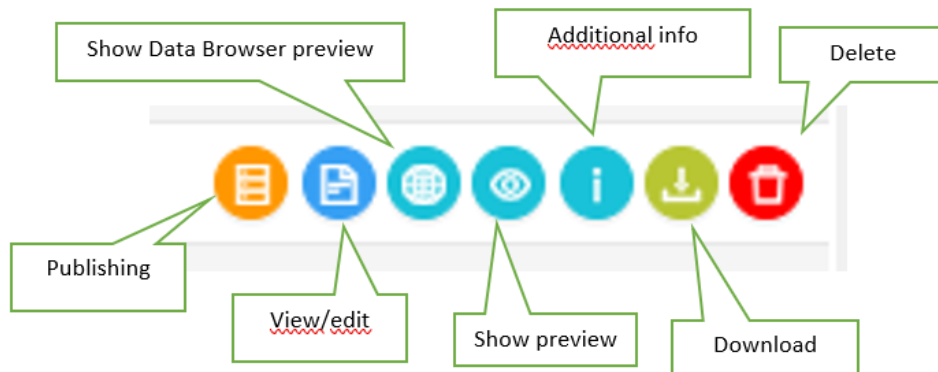 Show Data Browser preview
Additional info
Delete
Publishing
View/edit
Show preview
Download